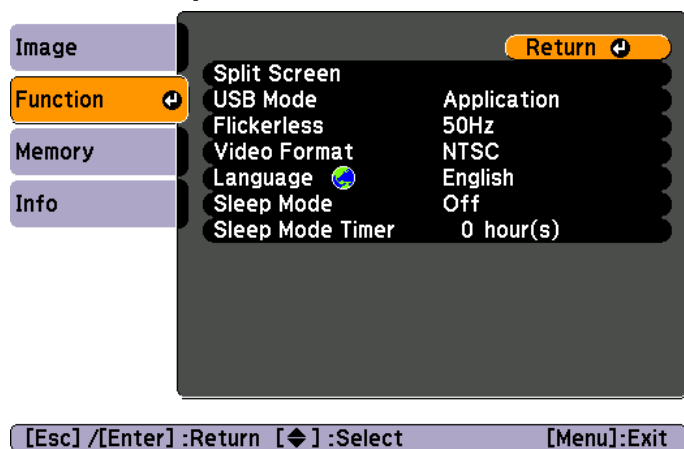 Image
Function
Memory
Info
Return
Split Screen
USB Mode Application
Flickerless 50Hz
Video Format NTSC
Language English
Sleep Mode Off
Sleep Mode Timer 0 hour(s)
[Esc] /[Enter] :Return [◆] :Select [Menu]:Exit